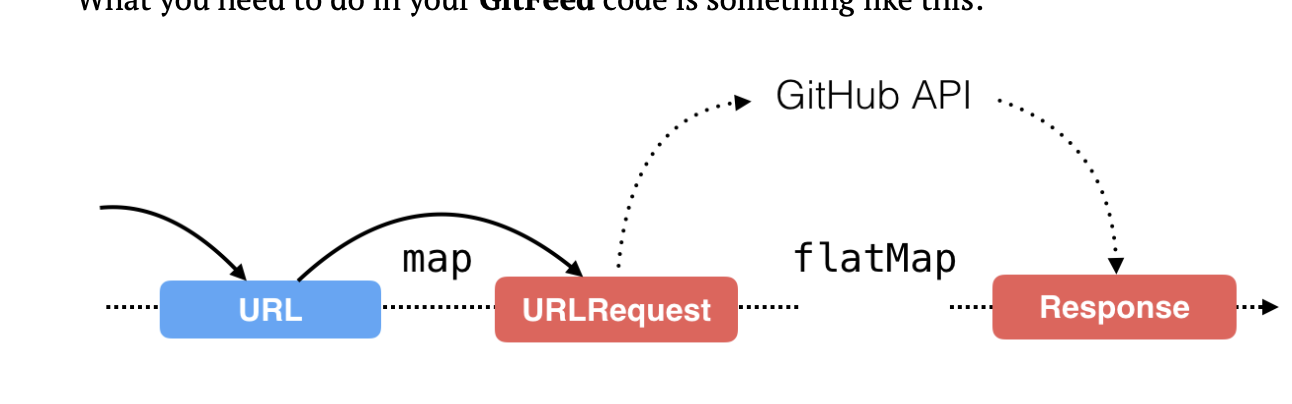 What you need to do in your GitFeed code is something like this:
GitHub API
map
flatMap
URL
URLRequest
Response